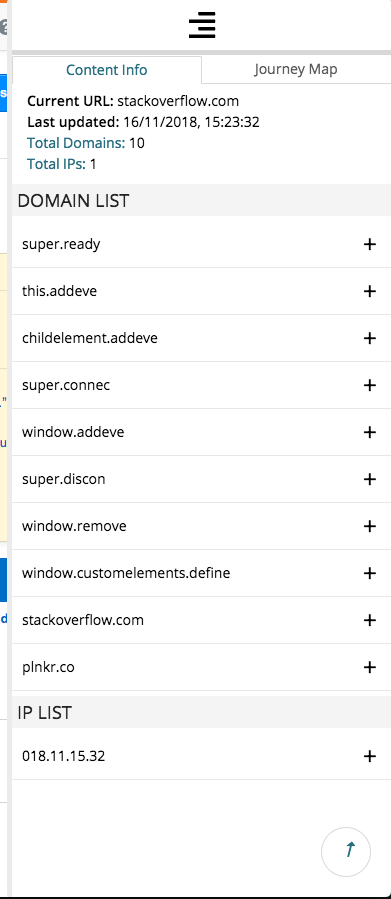 Content Info
Journey Map
Current URL: stackoverflow.com
Last updated: 16/11/2018, 15:23:32
Total Domains: 10
Total IPs: 1
DOMAIN LIST
super.ready +
this.addeve +
childelement.addeve +
super.connec +
window.addeve +
super.discon +
window.remove +
window.customelements.define +
stackoverflow.com +
plnkr.co +
IP LIST
018.11.15.32 +